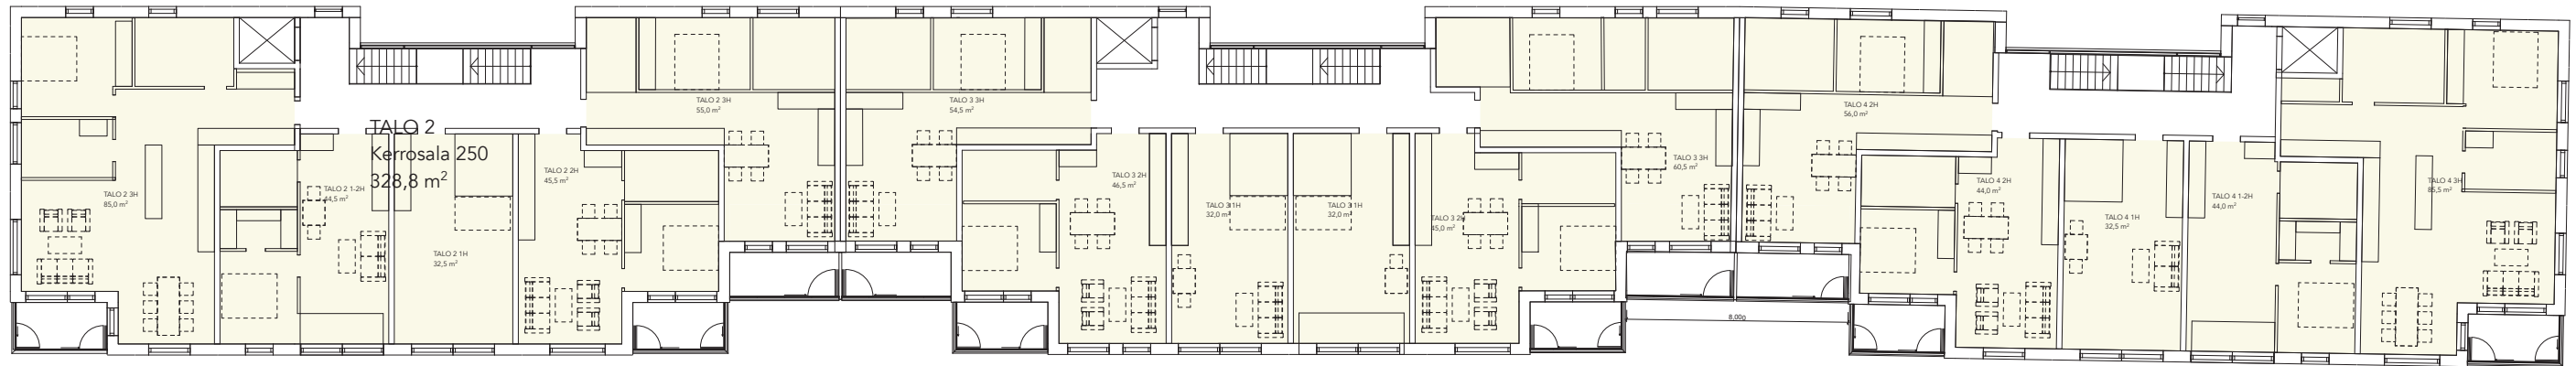 TALO 2
Kerrosala 250
328,8 m²
TALO 2 3H
85,0 m²
TALO 2 1-2H
44,5 m²
TALO 2 1H
32,5 m²
TALO 2 2H
45,5 m²
TALO 2 3H
55,0 m²
TALO 3 3H
54,5 m²
TALO 3 2H
46,5 m²
TALO 3 1H
32,0 m²
TALO 3 1H
32,0 m²
TALO 3 2H
45,0 m²
TALO 3 3H
60,5 m²
8,000
TALO 4 2H
56,0 m²
TALO 4 2H
44,0 m²
TALO 4 1H
32,5 m²
TALO 4 1-2H
44,0 m²
TALO 4 3H
85,5 m²